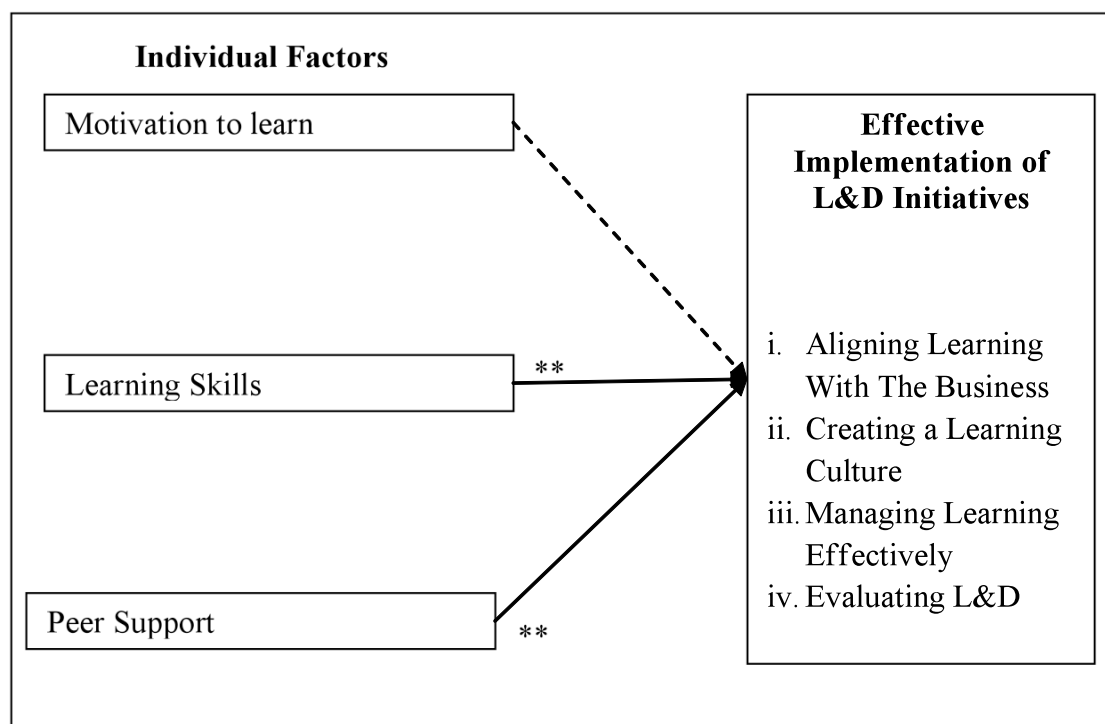 Individual Factors
Motivation to learn
Learning Skills
**
Peer Support
**
Effective
Implementation of
L&D Initiatives
i. Aligning Learning
With The Business
ii. Creating a Learning
Culture
iii. Managing Learning
Effectively
iv. Evaluating L&D